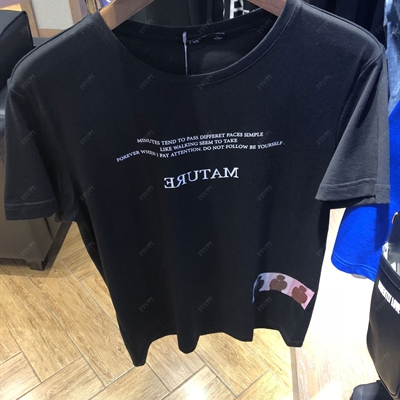 MINUTES TEND TO PASS DIFFERET PACES SIMPLE
LIKE WALKING SEEM TO TAKE
FOREVER WHEN I PAY ATTENTION. DO NOT FOLLOW BE YOURSELF .
MATURE